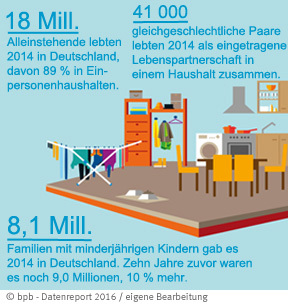 18 Mill.
Alleinstehende lebten
2014 in Deutschland,
davon 89 % in Ein-
personenhaushalten.
41 000
gleichgeschlechtliche Paare
lebten 2014 als eingetragene
Lebenspartnerschaft in
einem Haushalt zusammen.
8,1 Mill.
Familien mit minderjährigen Kindern gab es
2014 in Deutschland. Zehn Jahre zuvor waren
es noch 9,0 Millionen, 10 % mehr.
© bpb - Datenreport 2016 / eigene Bearbeitung